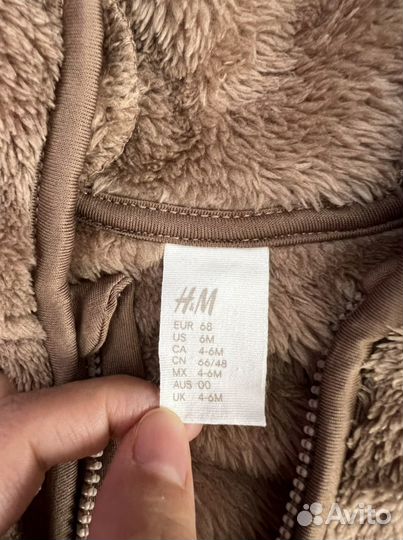 H&M
EUR 68
US 6M
CA 4-6M
CN 66/48
MX 4-6M
AUS 00
UK 4-6M
Avito